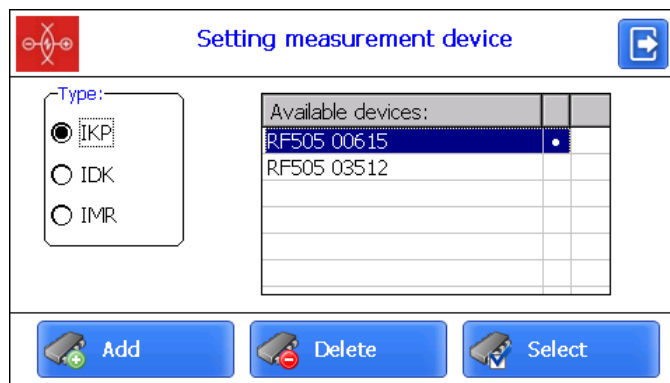 Setting measurement device
Type:
IKP
IDK
IMR
Available devices:
RF505 00615
RF505 03512
Add
Delete
Select